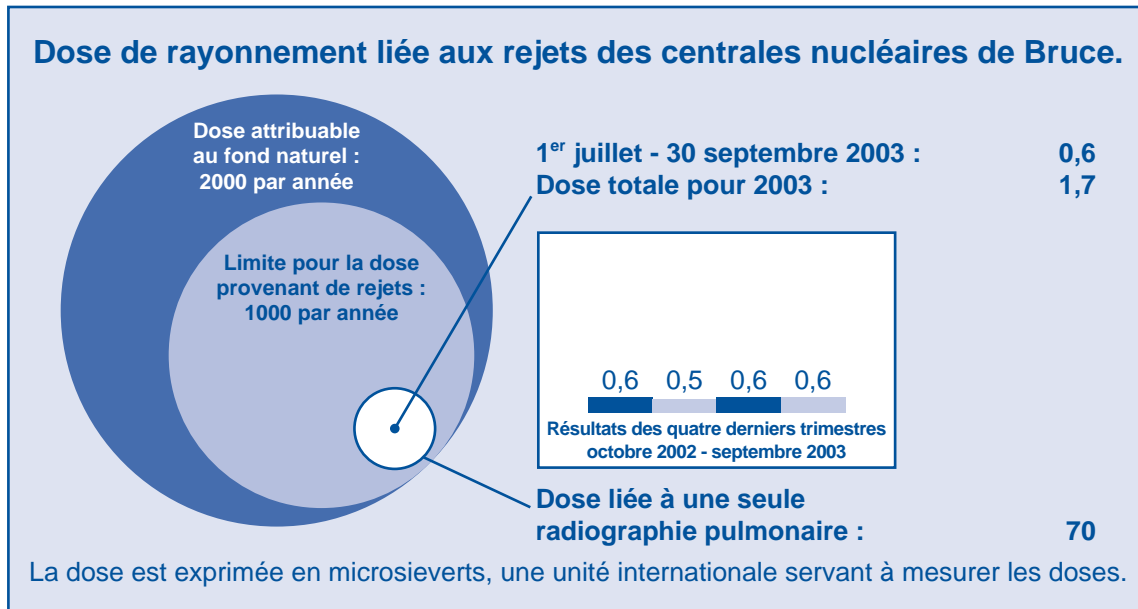 Dose de rayonnement liée aux rejets des centrales nucléaires de Bruce.
Dose attribuable
au fond naturel :
2000 par année
Limite pour la dose
provenant de rejets :
1000 par année
1er juillet - 30 septembre 2003 : 0,6
Dose totale pour 2003 : 1,7
0,6 0,5 0,6 0,6
Résultats des quatre derniers trimestres
octobre 2002 - septembre 2003
Dose liée à une seule
radiographie pulmonaire : 70
La dose est exprimée en microsieverts, une unité internationale servant à mesurer les doses.